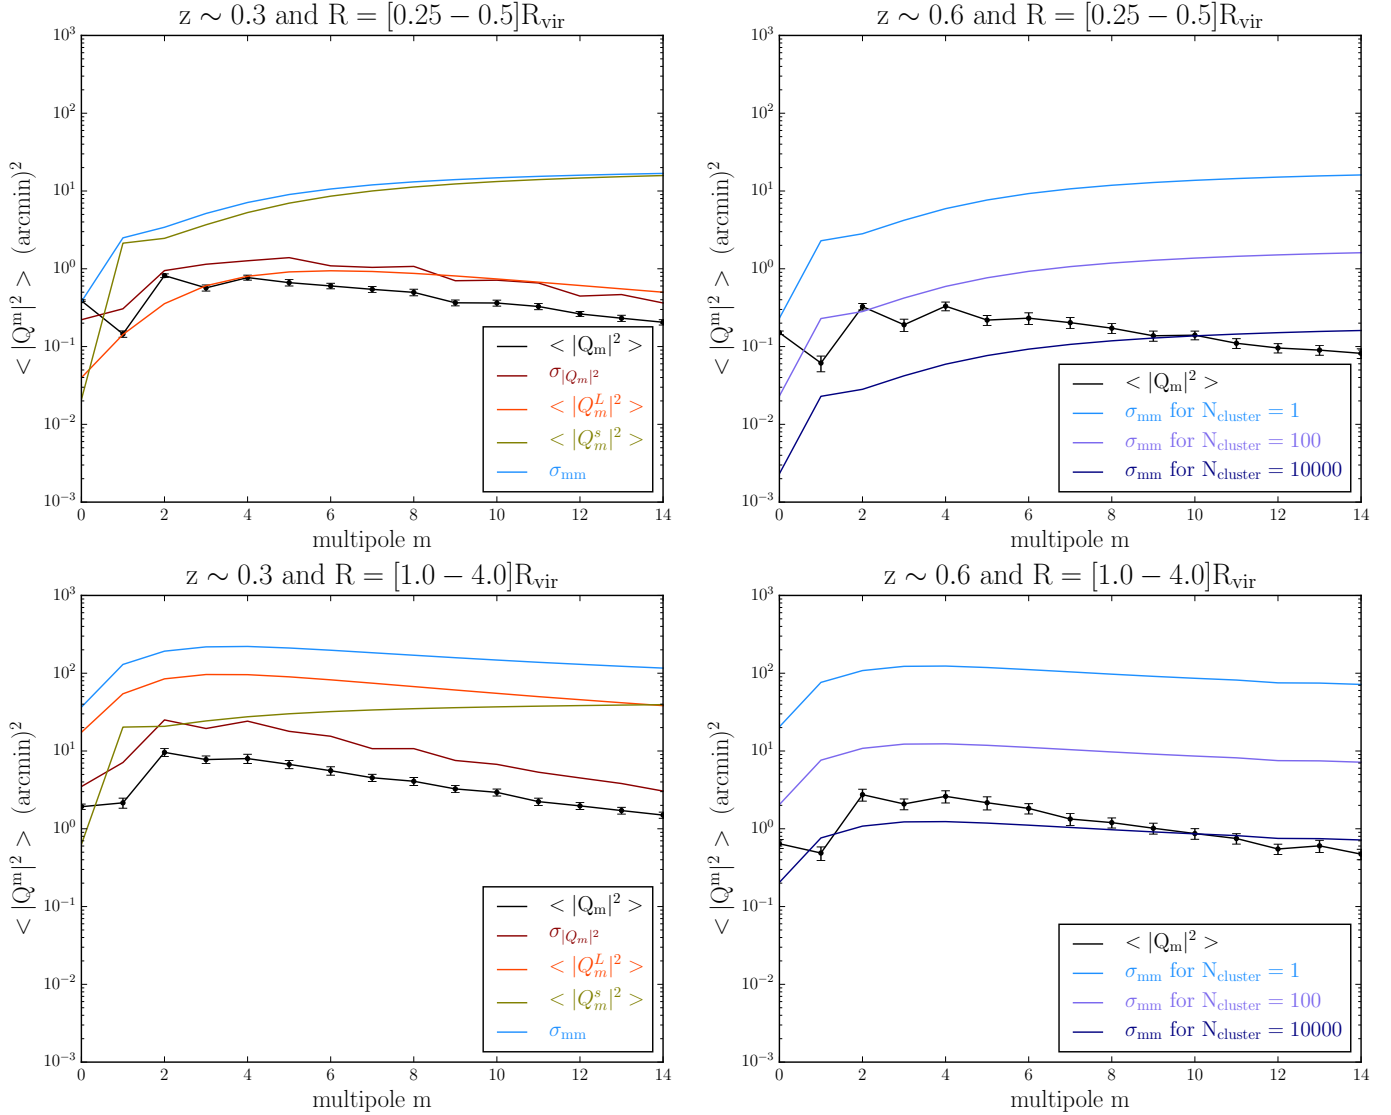 z ∼ 0.3 and R = [0.25 − 0.5]R_vir
10^3
10^2
10^1
10^0
10^−1
10^−2
10^−3
< |Q^m|^2 > (arcmin)^2
< |Q_m|^2 >
σ_{|Q_m|^2}
< |Q_m^L|^2 >
< |Q_m^s|^2 >
σ_mm
0 2 4 6 8 10 12 14
multipole m
z ∼ 0.6 and R = [0.25 − 0.5]R_vir
10^3
10^2
10^1
10^0
10^−1
10^−2
10^−3
< |Q^m|^2 > (arcmin)^2
< |Q_m|^2 >
σ_mm for N_cluster = 1
σ_mm for N_cluster = 100
σ_mm for N_cluster = 10000
0 2 4 6 8 10 12 14
multipole m
z ∼ 0.3 and R = [1.0 − 4.0]R_vir
10^3
10^2
10^1
10^0
10^−1
10^−2
10^−3
< |Q^m|^2 > (arcmin)^2
< |Q_m|^2 >
σ_{|Q_m|^2}
< |Q_m^L|^2 >
< |Q_m^s|^2 >
σ_mm
0 2 4 6 8 10 12 14
multipole m
z ∼ 0.6 and R = [1.0 − 4.0]R_vir
10^3
10^2
10^1
10^0
10^−1
10^−2
10^−3
< |Q^m|^2 > (arcmin)^2
< |Q_m|^2 >
σ_mm for N_cluster = 1
σ_mm for N_cluster = 100
σ_mm for N_cluster = 10000
0 2 4 6 8 10 12 14
multipole m